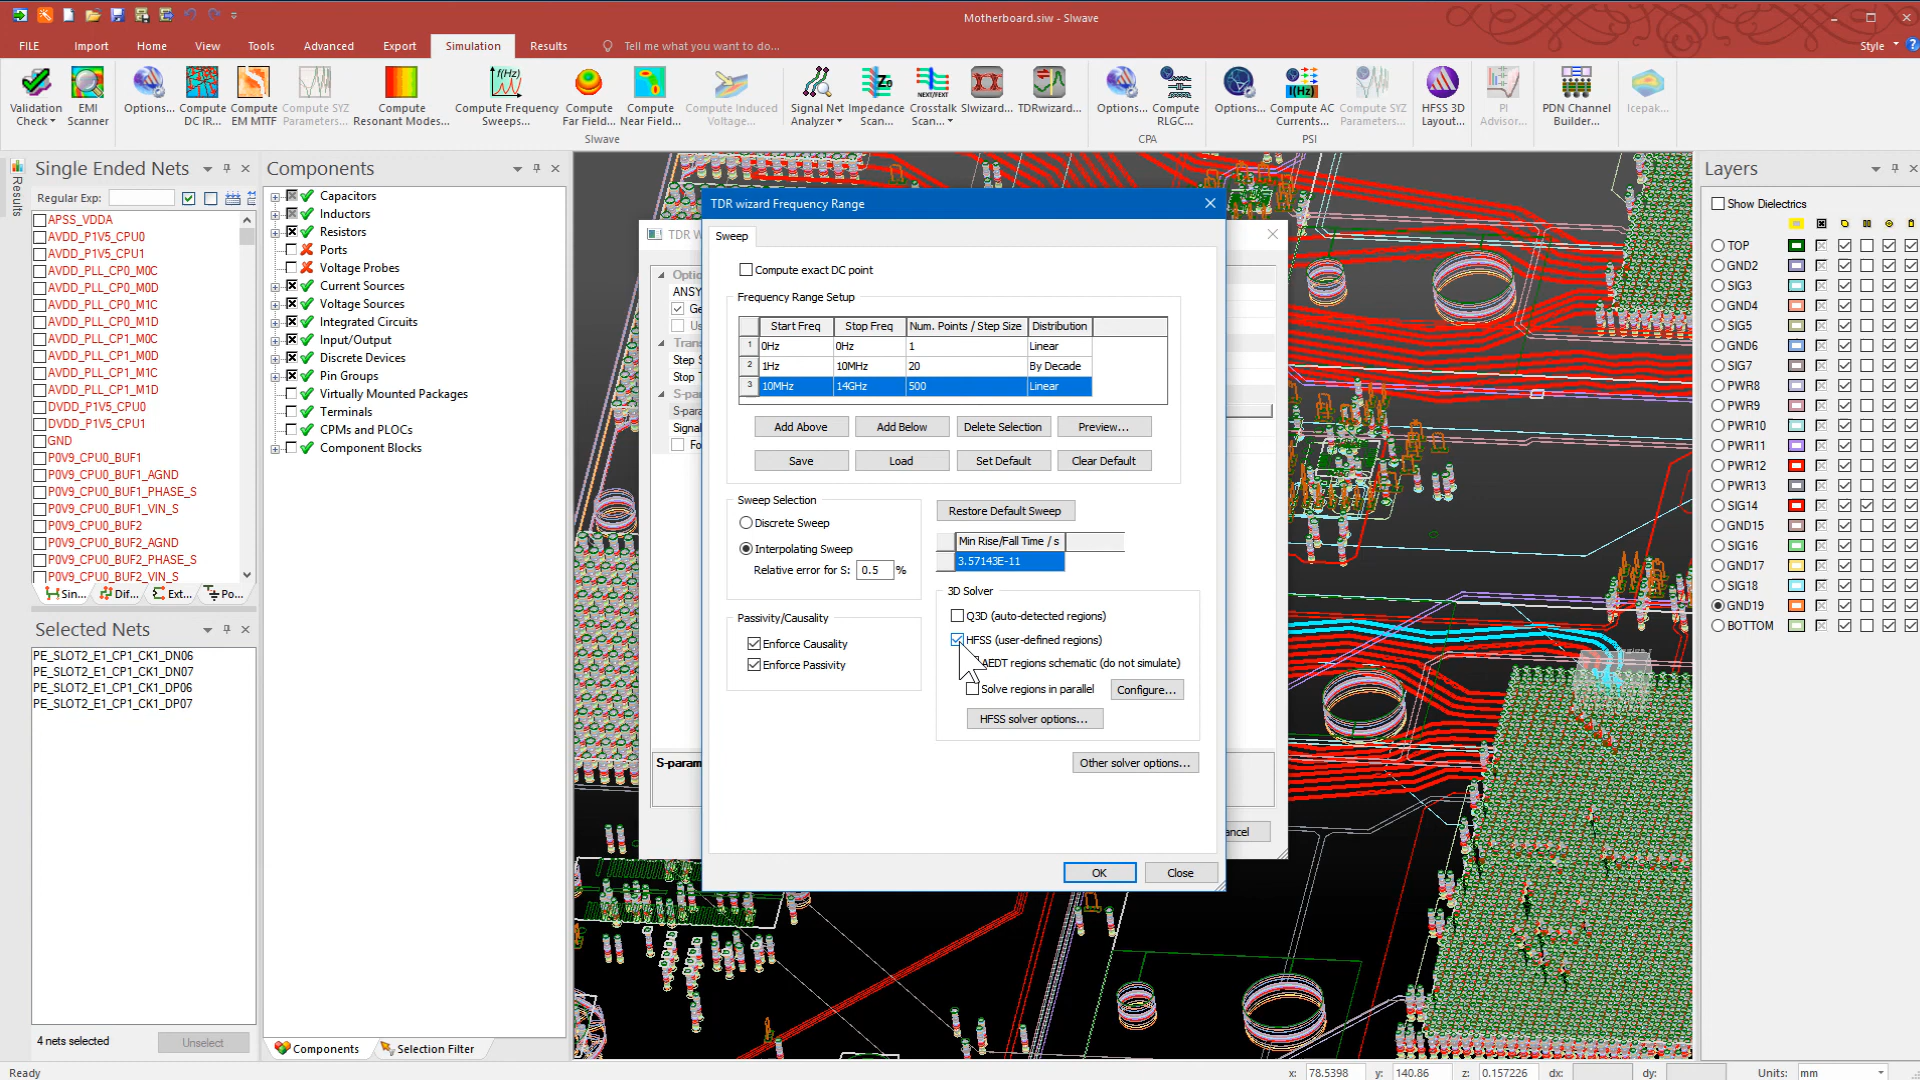 Motherboard.siw - SIwave
FILE Import Home View Tools Advanced Export Simulation Results Tell me what you want to do... Style
Validation Check
EMI Scanner
Options...
Compute DC IR...
Compute EM MTTF
Compute SYZ Parameters...
Compute Resonant Modes...
Compute Frequency Sweeps...
Compute Far Field...
Compute Near Field...
Compute Induced Voltage...
Signal Net Analyzer
Impedance Scan...
Crosstalk Scan...
SIwizard...
TDRwizard...
Options...
Compute RLGC...
Options...
Compute AC Currents...
Compute SYZ Parameters...
HFSS 3D Layout...
PI Advisor...
PDN Channel Builder...
Icepak...
SIwave
CPA
PSI
Results
Single Ended Nets
Regular Exp:
APSS_VDDA
AVDD_P1V5_CPU0
AVDD_P1V5_CPU1
AVDD_PLL_CP0_M0C
AVDD_PLL_CP0_M0D
AVDD_PLL_CP0_M1C
AVDD_PLL_CP0_M1D
AVDD_PLL_CP1_M0C
AVDD_PLL_CP1_M0D
AVDD_PLL_CP1_M1C
AVDD_PLL_CP1_M1D
DVDD_P1V5_CPU0
DVDD_P1V5_CPU1
GND
P0V9_CPU0_BUF1
P0V9_CPU0_BUF1_AGND
P0V9_CPU0_BUF1_PHASE_S
P0V9_CPU0_BUF1_VIN_S
P0V9_CPU0_BUF2
P0V9_CPU0_BUF2_AGND
P0V9_CPU0_BUF2_PHASE_S
P0V9_CPU0_BUF2_VIN_S
Sin... Dif... Ext... Po...
Selected Nets
PE_SLOT2_E1_CP1_CK1_DN06
PE_SLOT2_E1_CP1_CK1_DN07
PE_SLOT2_E1_CP1_CK1_DP06
PE_SLOT2_E1_CP1_CK1_DP07
4 nets selected
Unselect
Components
Capacitors
Inductors
Resistors
Ports
Voltage Probes
Current Sources
Voltage Sources
Integrated Circuits
Input/Output
Discrete Devices
Pin Groups
Virtually Mounted Packages
Terminals
CPMs and PLOCs
Component Blocks
Components Selection Filter
TDR W
Optio
ANSY
Ge
Us
Trans
Step S
Stop T
S-par
S-para
Signal
Fo
S-param
ancel
TDR wizard Frequency Range
Sweep
Compute exact DC point
Frequency Range Setup
Start Freq Stop Freq Num. Points / Step Size Distribution
1 0Hz 0Hz 1 Linear
2 1Hz 10MHz 20 By Decade
3 10MHz 14GHz 500 Linear
Add Above Add Below Delete Selection Preview...
Save Load Set Default Clear Default
Sweep Selection
Discrete Sweep
Interpolating Sweep
Relative error for S: 0.5 %
Restore Default Sweep
Min Rise/Fall Time / s
3.57143E-11
Passivity/Causality
Enforce Causality
Enforce Passivity
3D Solver
Q3D (auto-detected regions)
HFSS (user-defined regions)
AEDT regions schematic (do not simulate)
Solve regions in parallel Configure...
HFSS solver options...
Other solver options...
OK Close
Layers
Show Dielectrics
TOP
GND2
SIG3
GND4
SIG5
GND6
SIG7
PWR8
PWR9
PWR10
PWR11
PWR12
PWR13
SIG14
GND15
SIG16
GND17
SIG18
GND19
BOTTOM
Ready
x: 78.5398 y: 140.86 z: 0.157226 dx: dy: Units: mm